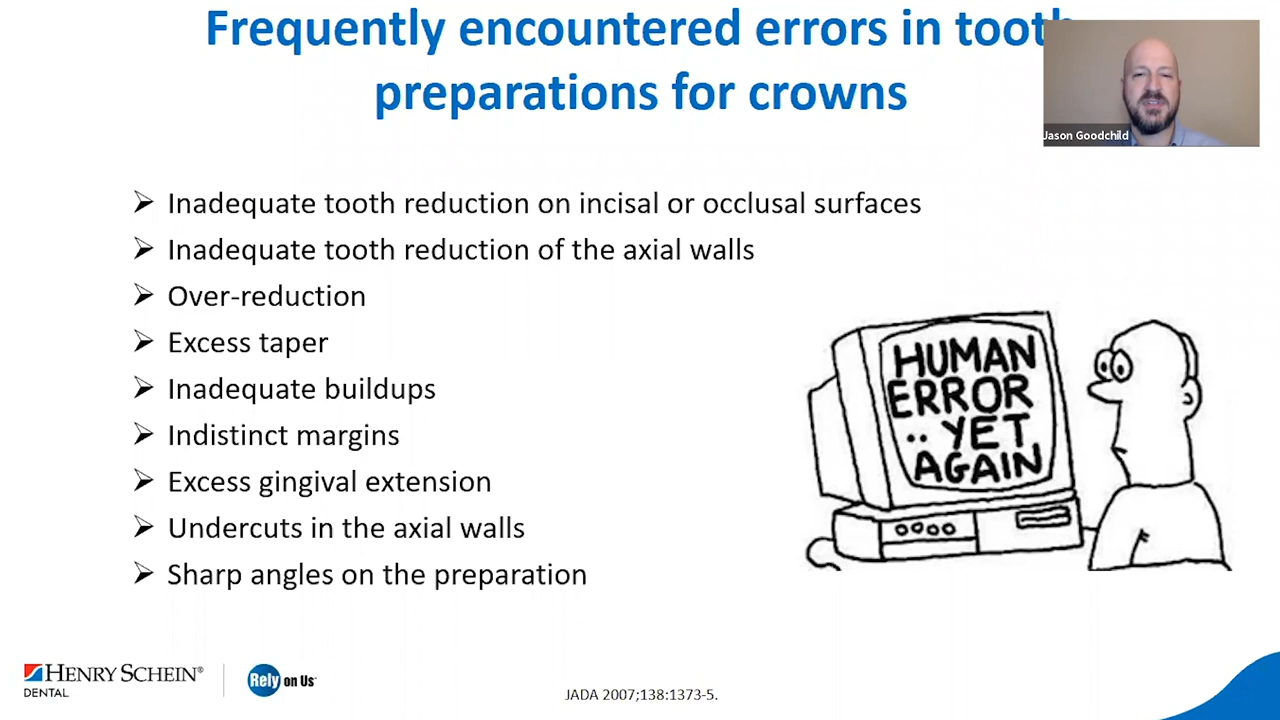 Frequently encountered errors in tooth
preparations for crowns
Jason Goodchild
➢ Inadequate tooth reduction on incisal or occlusal surfaces
➢ Inadequate tooth reduction of the axial walls
➢ Over-reduction
➢ Excess taper
➢ Inadequate buildups
➢ Indistinct margins
➢ Excess gingival extension
➢ Undercuts in the axial walls
➢ Sharp angles on the preparation
HUMAN
ERROR
.. YET
AGAIN
HENRY SCHEIN®
DENTAL
Rely on Us
JADA 2007;138:1373-5.